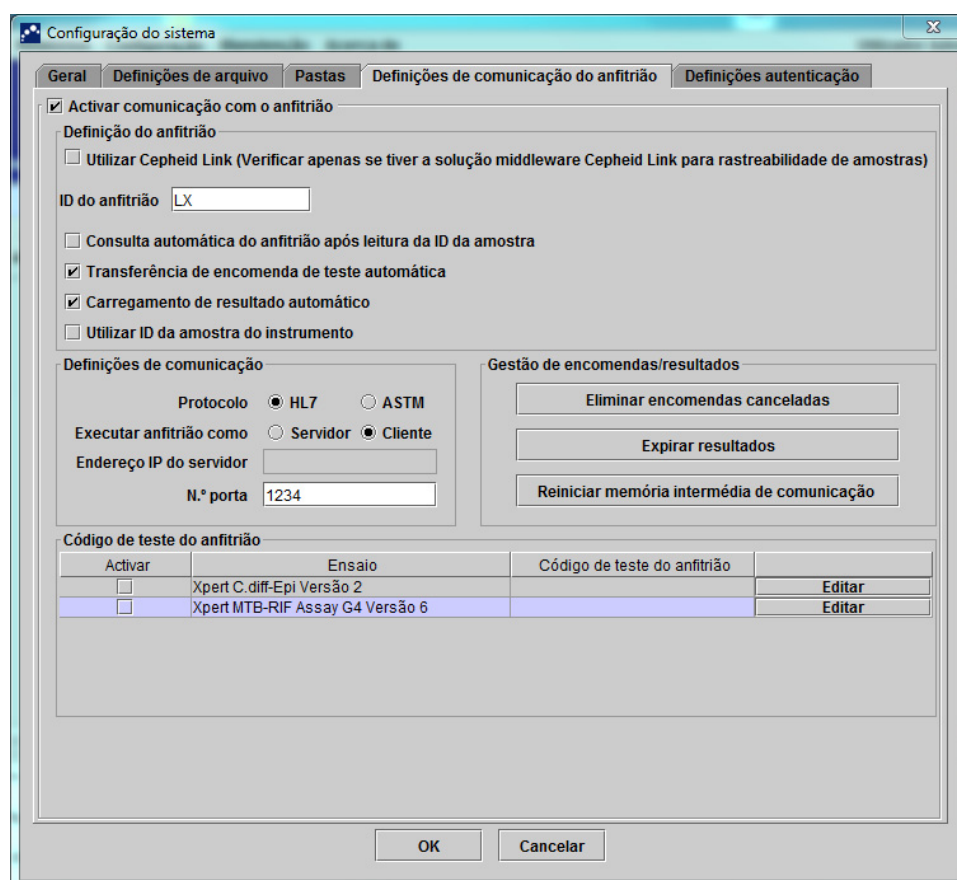 Configuração do sistema
Geral Definições de arquivo Pastas Definições de comunicação do anfitrião Definições autenticação
Activar comunicação com o anfitrião
Definição do anfitrião
Utilizar Cepheid Link (Verificar apenas se tiver a solução middleware Cepheid Link para rastreabilidade de amostras)
ID do anfitrião LX
Consulta automática do anfitrião após leitura da ID da amostra
Transferência de encomenda de teste automática
Carregamento de resultado automático
Utilizar ID da amostra do instrumento
Definições de comunicação
Protocolo HL7 ASTM
Executar anfitrião como Servidor Cliente
Endereço IP do servidor
N.º porta 1234
Gestão de encomendas/resultados
Eliminar encomendas canceladas
Expirar resultados
Reiniciar memória intermédia de comunicação
Código de teste do anfitrião
Activar Ensaio Código de teste do anfitrião
Xpert C.diff-Epi Versão 2 Editar
Xpert MTB-RIF Assay G4 Versão 6 Editar
OK Cancelar